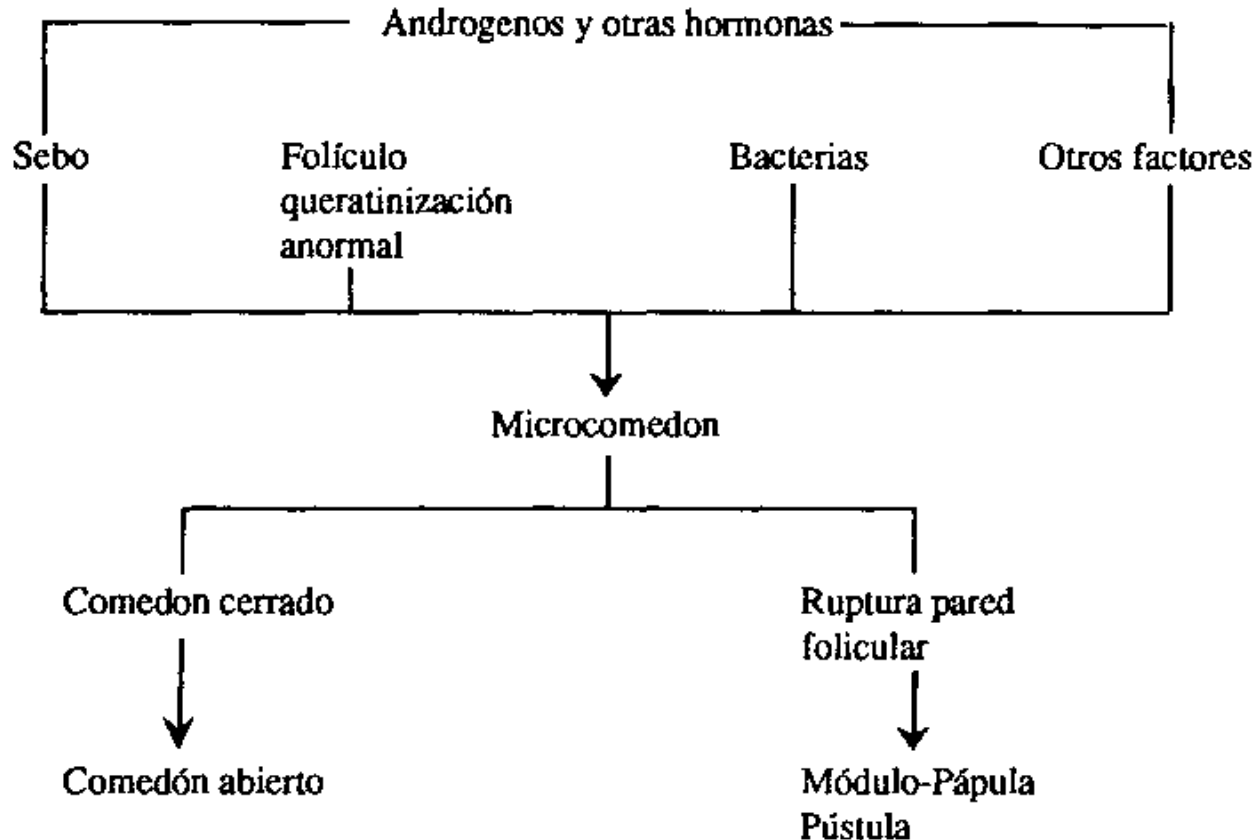 Androgenos y otras hormonas
Sebo
Folículo
queratinización
anormal
Bacterias
Otros factores
Microcomedon
Comedon cerrado
Ruptura pared
folicular
Comedón abierto
Módulo-Pápula
Pústula